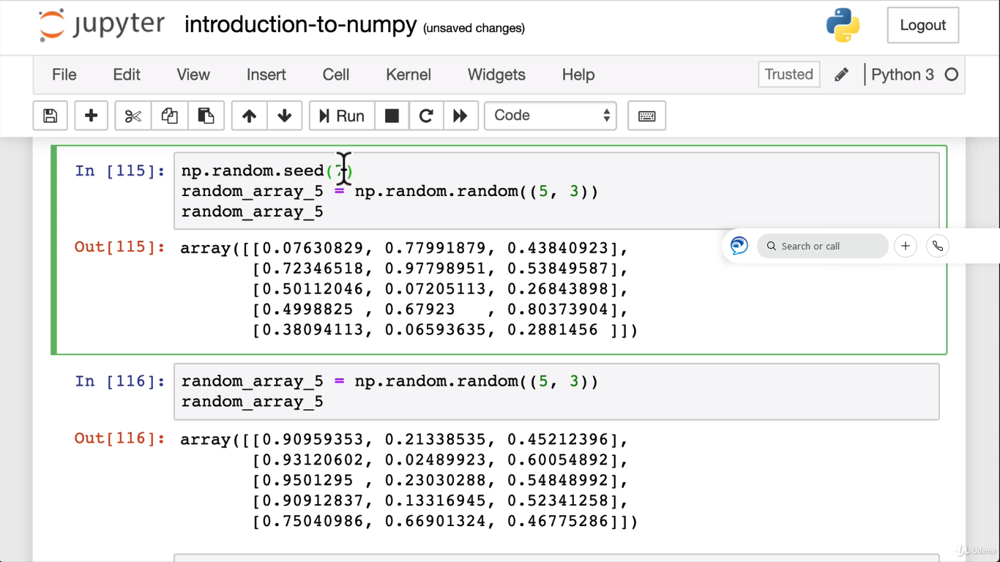 jupyter introduction-to-numpy (unsaved changes)
Logout
File Edit View Insert Cell Kernel Widgets Help
Trusted
Python 3
Run
Code
In [115]:
np.random.seed(7)
random_array_5 = np.random.random((5, 3))
random_array_5
Out[115]:
array([[0.07630829, 0.77991879, 0.43840923],
[0.72346518, 0.97798951, 0.53849587],
[0.50112046, 0.07205113, 0.26843898],
[0.4998825 , 0.67923   , 0.80373904],
[0.38094113, 0.06593635, 0.2881456 ]])
Search or call
In [116]:
random_array_5 = np.random.random((5, 3))
random_array_5
Out[116]:
array([[0.90959353, 0.21338535, 0.45212396],
[0.93120602, 0.02489923, 0.60054892],
[0.9501295 , 0.23030288, 0.54848992],
[0.90912837, 0.13316945, 0.52341258],
[0.75040986, 0.66901324, 0.46775286]])
Udemy